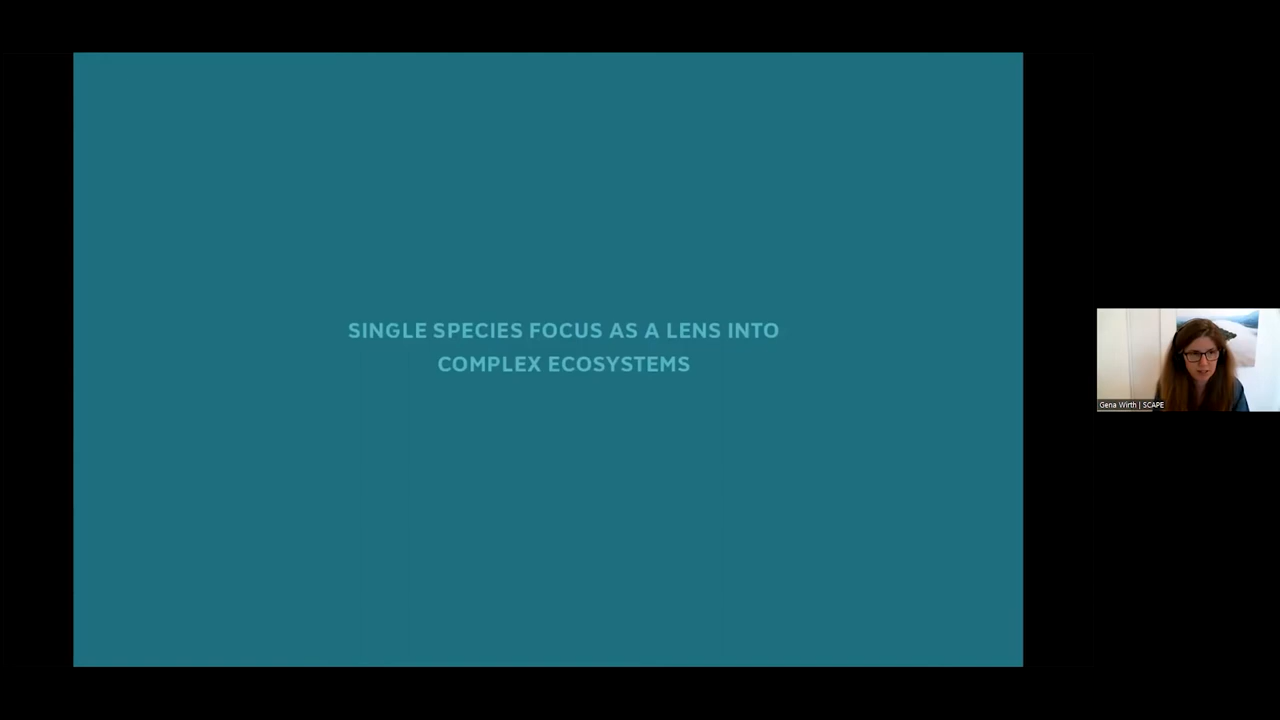 SINGLE SPECIES FOCUS AS A LENS INTO
COMPLEX ECOSYSTEMS
Gena Wirth | SCAPE